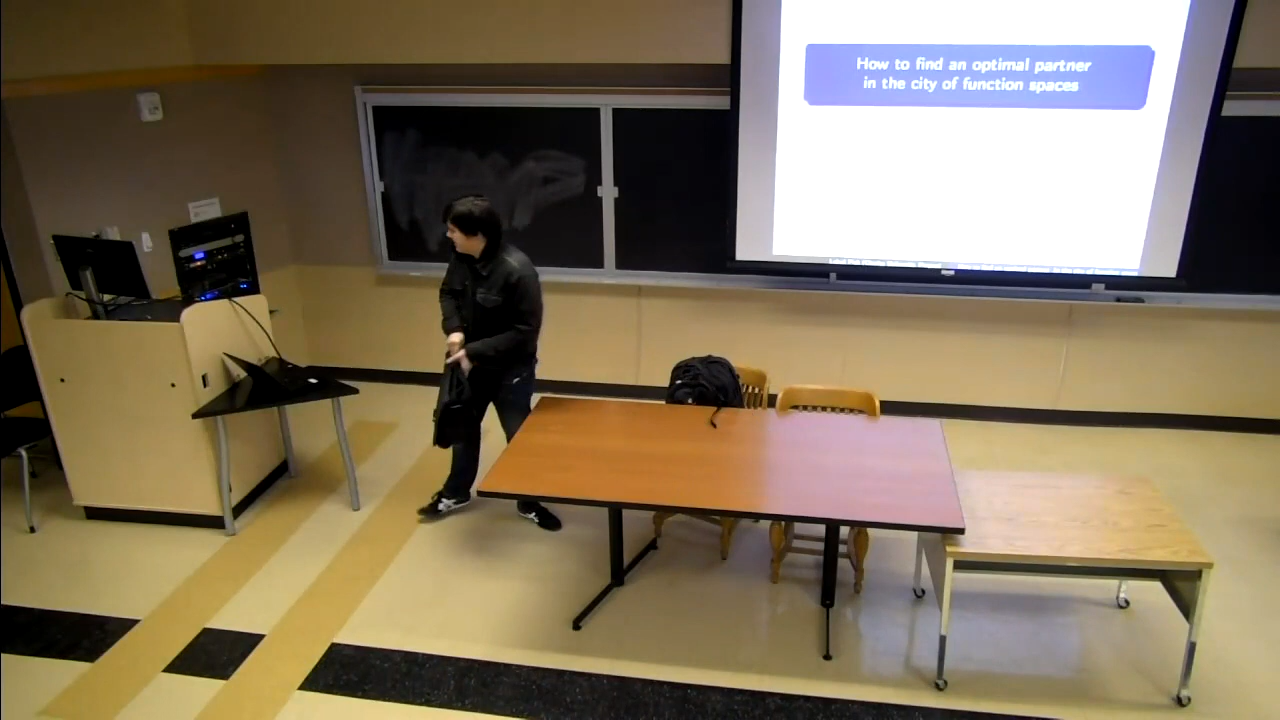 How to find an optimal partner
in the city of function spaces